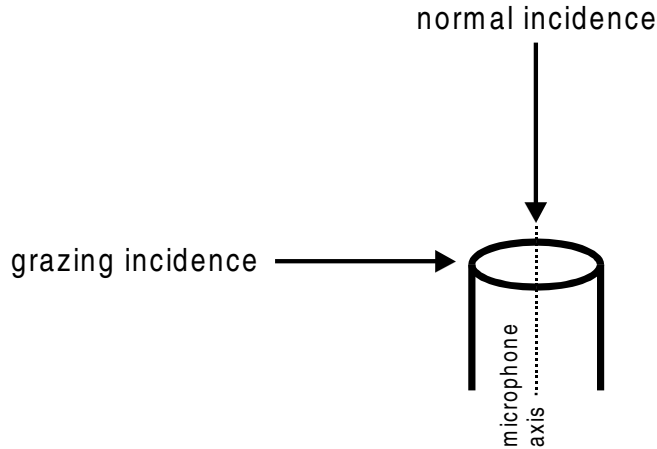 normal incidence
grazing incidence
microphone
axis